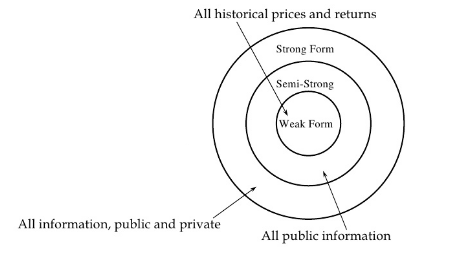 All historical prices and returns
Strong Form
Semi-Strong
Weak Form
All information, public and private
All public information